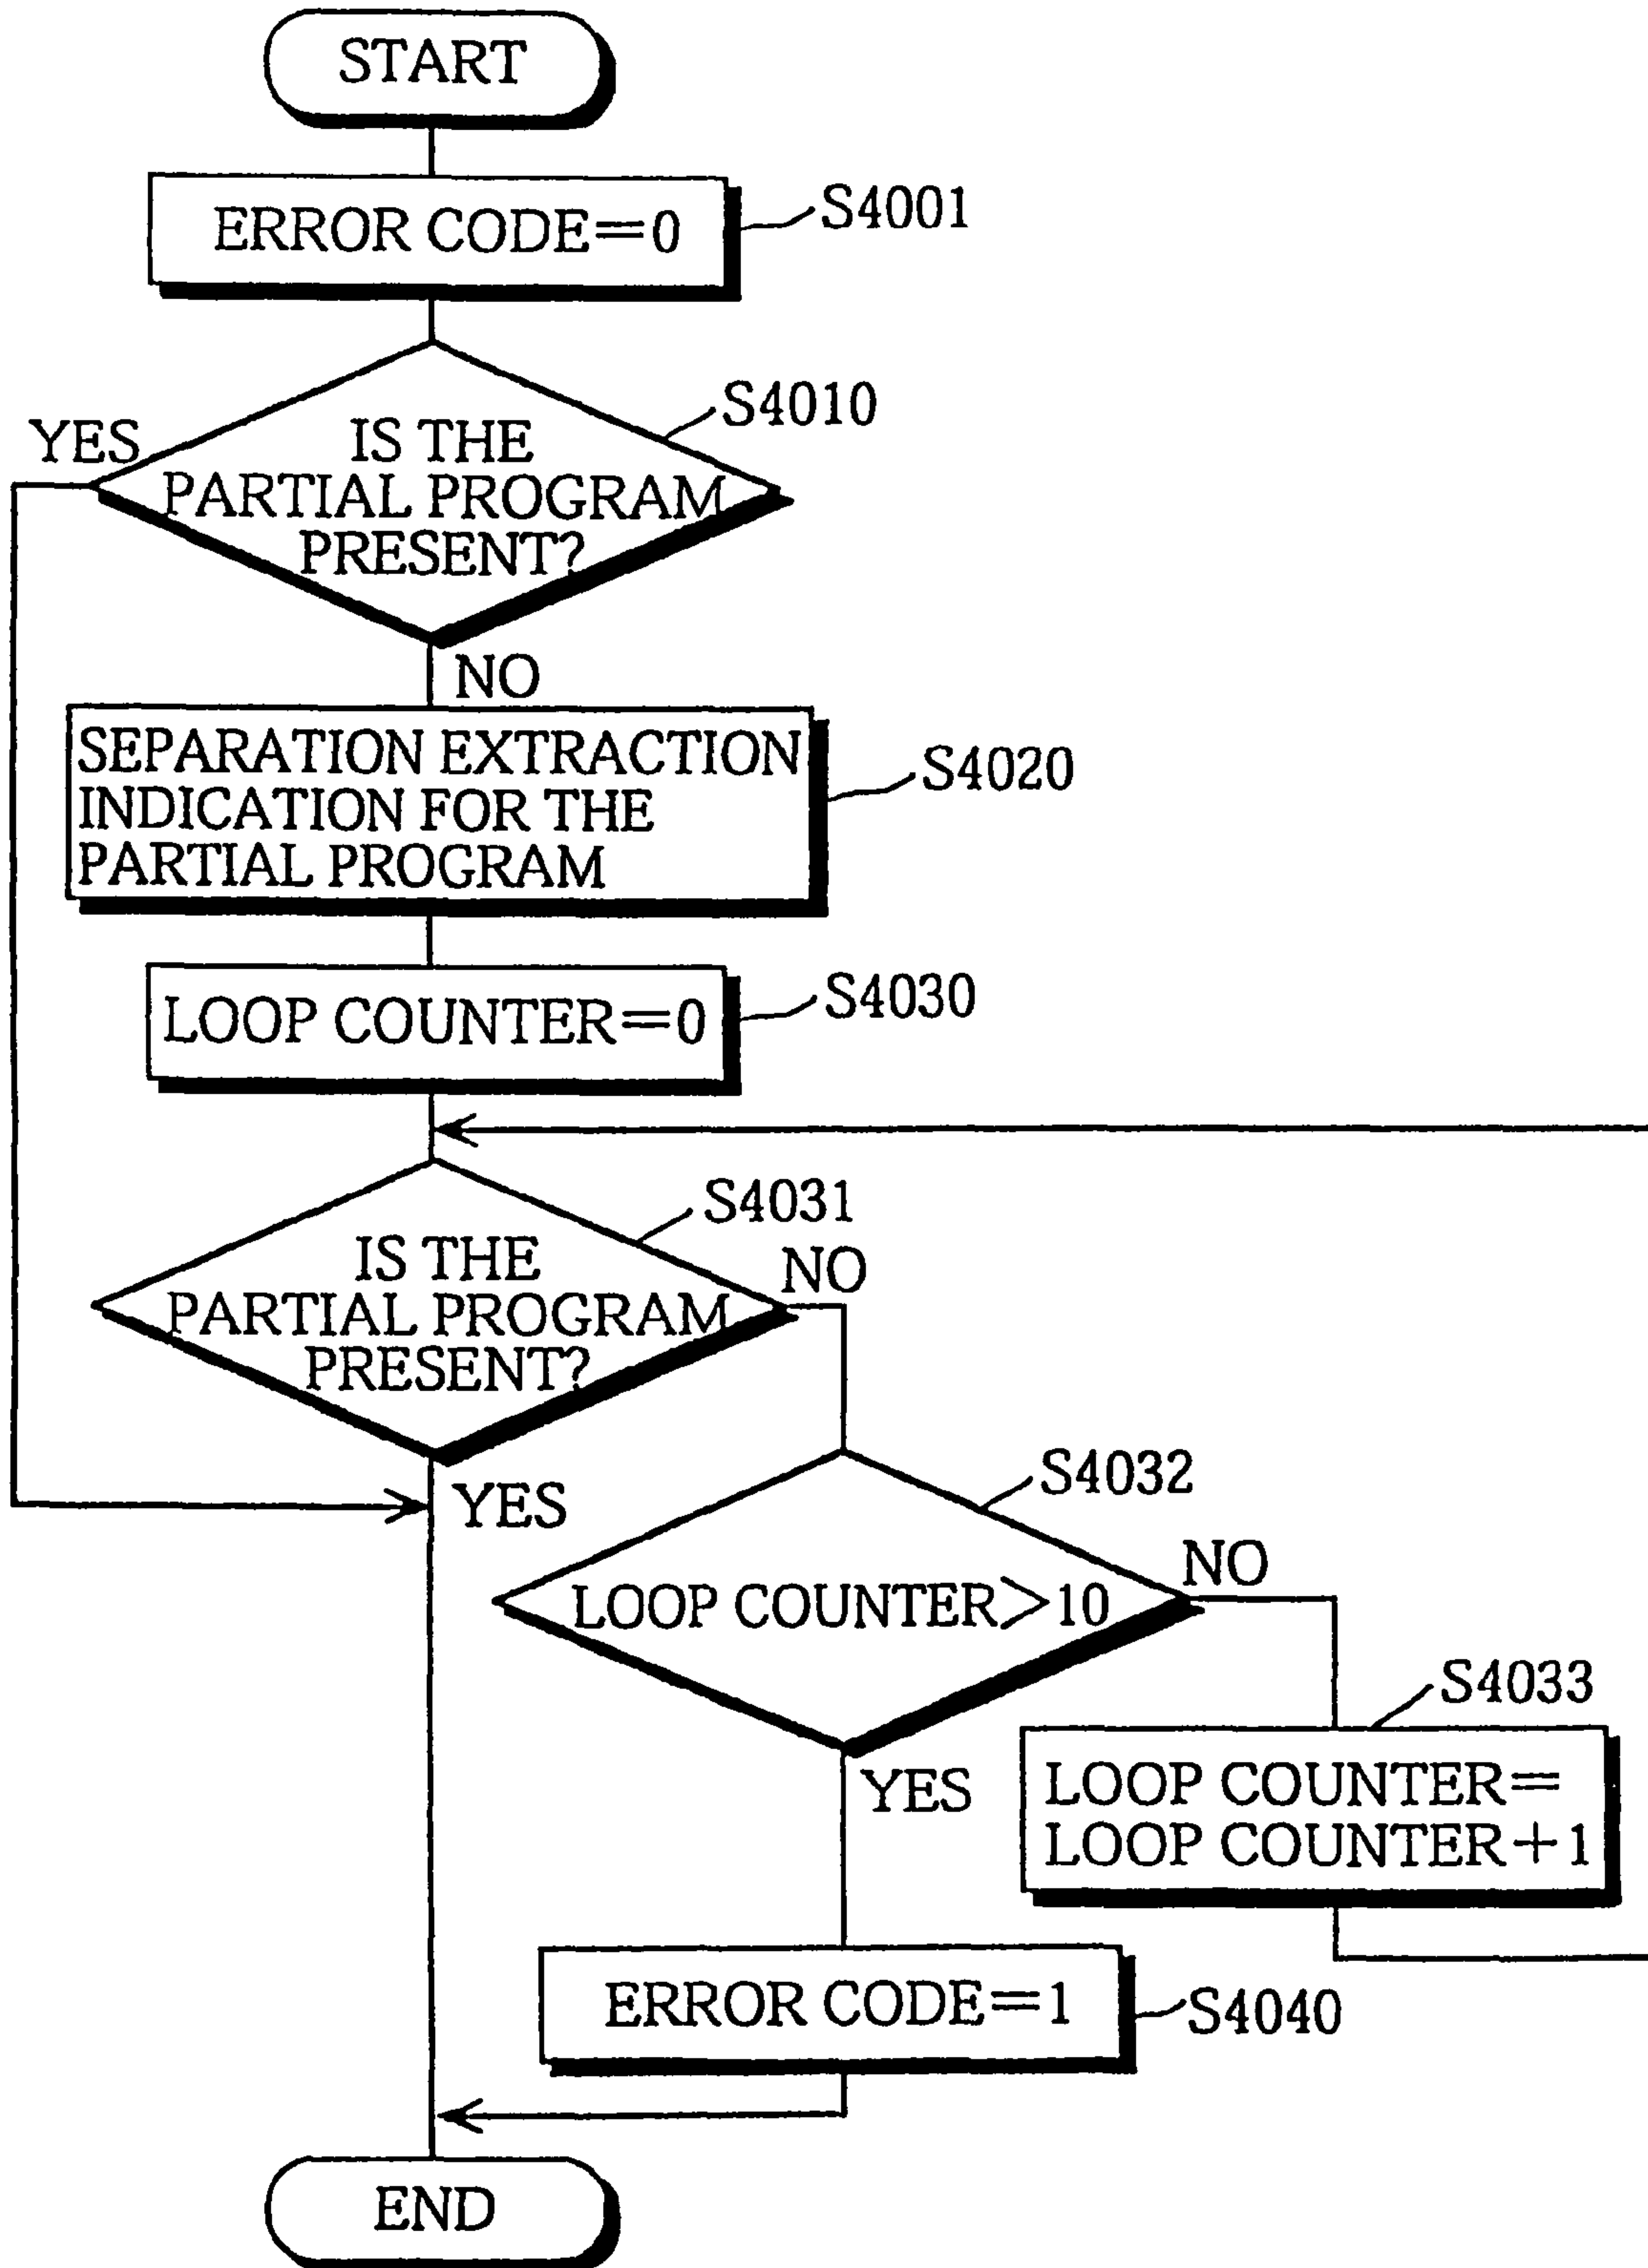 START
ERROR CODE=0
S4001
S4010
YES
IS THE
PARTIAL PROGRAM
PRESENT?
NO
SEPARATION EXTRACTION
INDICATION FOR THE
PARTIAL PROGRAM
S4020
LOOP COUNTER=0
S4030
S4031
IS THE
PARTIAL PROGRAM
PRESENT?
NO
YES
S4032
LOOP COUNTER>10
NO
YES
S4033
LOOP COUNTER=
LOOP COUNTER+1
ERROR CODE=1
S4040
END